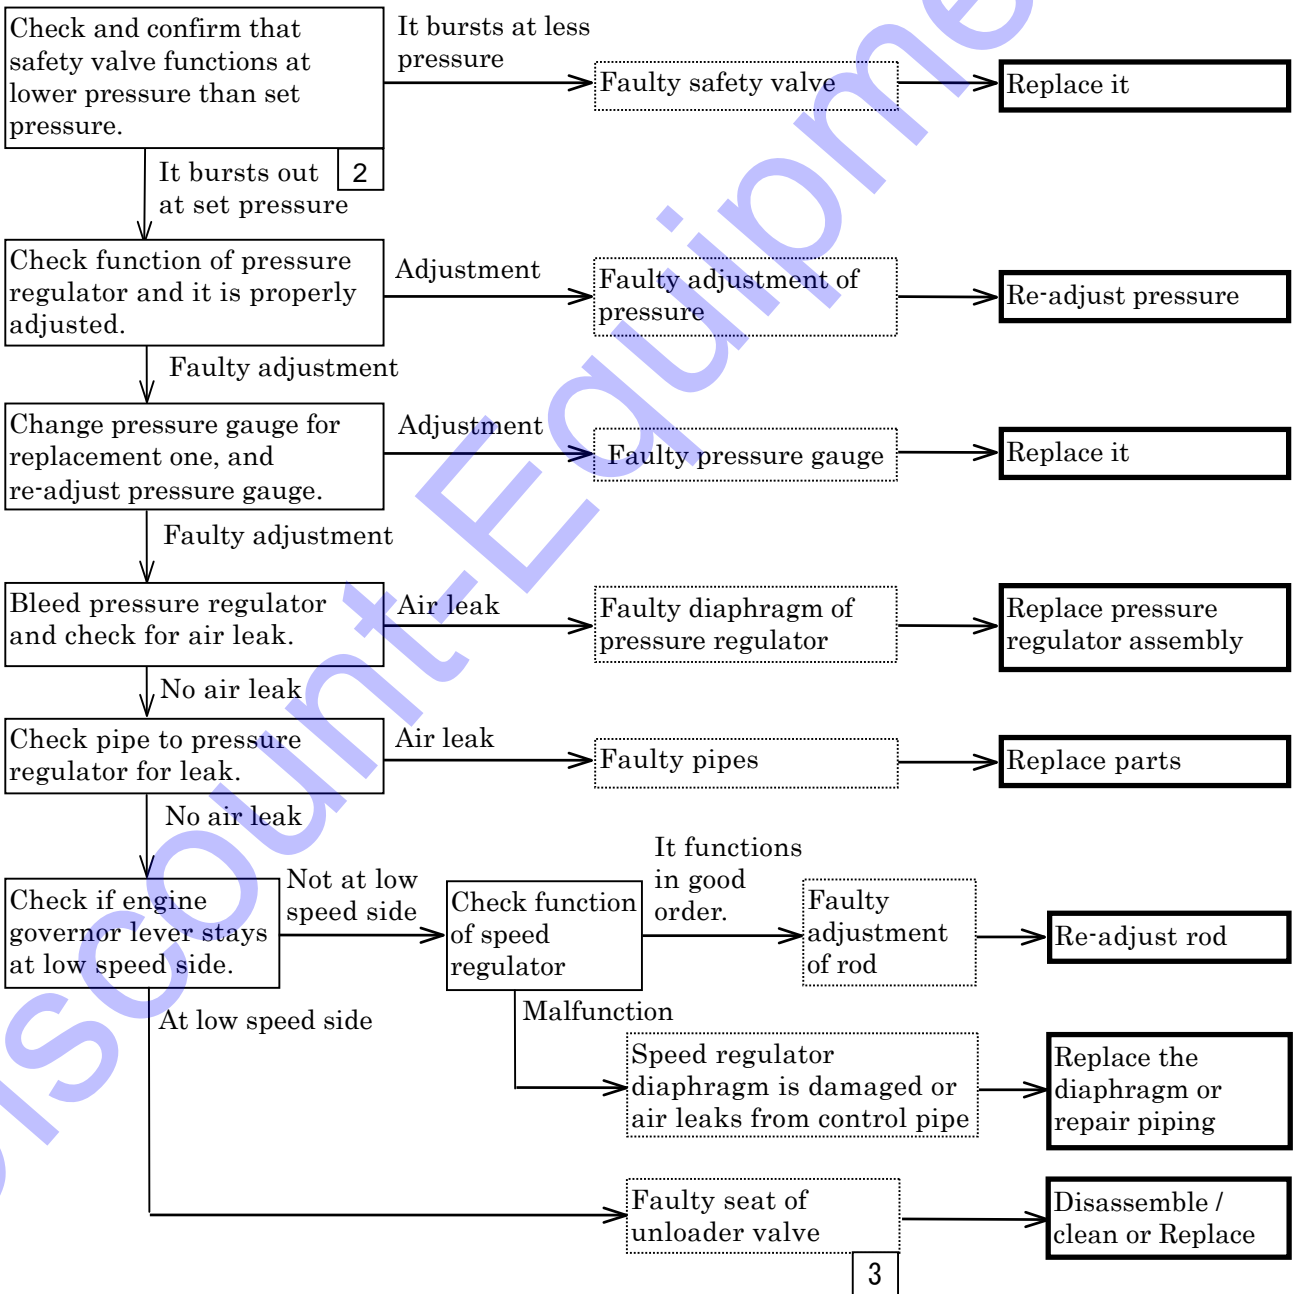 Check and confirm that
safety valve functions at
lower pressure than set
pressure.
2
It bursts at less
pressure
Faulty safety valve
Replace it
It bursts out
at set pressure
Check function of pressure
regulator and it is properly
adjusted.
Adjustment
Faulty adjustment of
pressure
Re-adjust pressure
Faulty adjustment
Change pressure gauge for
replacement one, and
re-adjust pressure gauge.
Adjustment
Faulty pressure gauge
Replace it
Faulty adjustment
Bleed pressure regulator
and check for air leak.
Air leak
Faulty diaphragm of
pressure regulator
Replace pressure
regulator assembly
No air leak
Check pipe to pressure
regulator for leak.
Air leak
Faulty pipes
Replace parts
No air leak
Check if engine
governor lever stays
at low speed side.
Not at low
speed side
Check function
of speed
regulator
It functions
in good
order.
Faulty
adjustment
of rod
Re-adjust rod
Malfunction
Speed regulator
diaphragm is damaged or
air leaks from control pipe
Replace the
diaphragm or
repair piping
At low speed side
Faulty seat of
unloader valve
3
Disassemble /
clean or Replace
Discount-Equipme